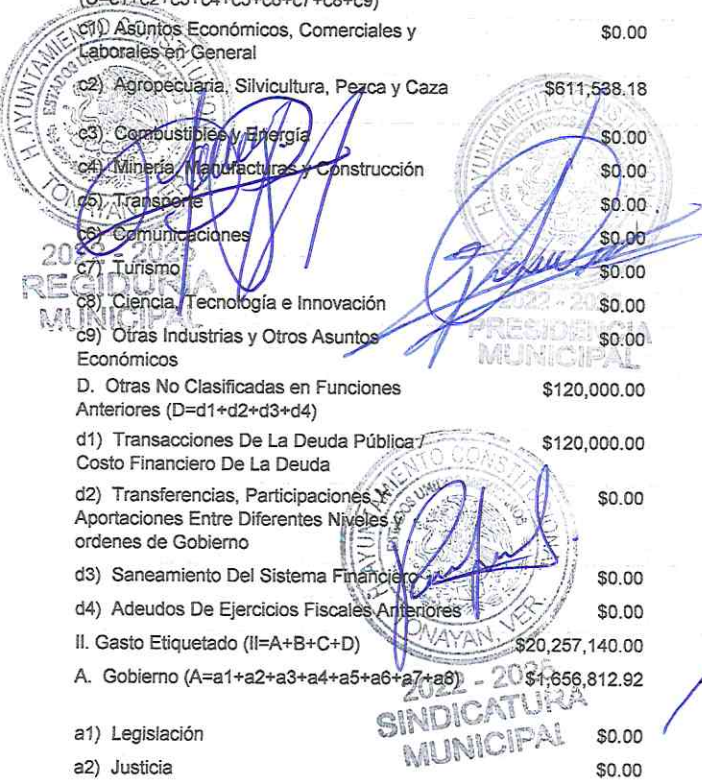 (C=c1+c2+c3+c4+c5+c6+c7+c8+c9)
c1) Asuntos Económicos, Comerciales y $0.00
Laborales en General
c2) Agropecuaria, Silvicultura, Pezca y Caza $611,538.18
c3) Combustibles y Energía $0.00
c4) Minería, Manufacturas y Construcción $0.00
c5) Transporte $0.00
c6) Comunicaciones $0.00
c7) Turismo $0.00
c8) Ciencia, Tecnología e Innovación $0.00
c9) Otras Industrias y Otros Asuntos $0.00
Económicos
H. AYUNTAMIENTO
REGIDURIA
MUNICIPAL
PRESIDENCIA
MUNICIPAL
D. Otras No Clasificadas en Funciones $120,000.00
Anteriores (D=d1+d2+d3+d4)
d1) Transacciones De La Deuda Pública / $120,000.00
Costo Financiero De La Deuda
d2) Transferencias, Participaciones Y $0.00
Aportaciones Entre Diferentes Niveles y
ordenes de Gobierno
d3) Saneamiento Del Sistema Financiero $0.00
d4) Adeudos De Ejercicios Fiscales Anteriores $0.00
II. Gasto Etiquetado (II=A+B+C+D) $20,257,140.00
A. Gobierno (A=a1+a2+a3+a4+a5+a6+a7+a8) $1,656,812.92
SINDICATURA
MUNICIPAL
a1) Legislación $0.00
a2) Justicia $0.00